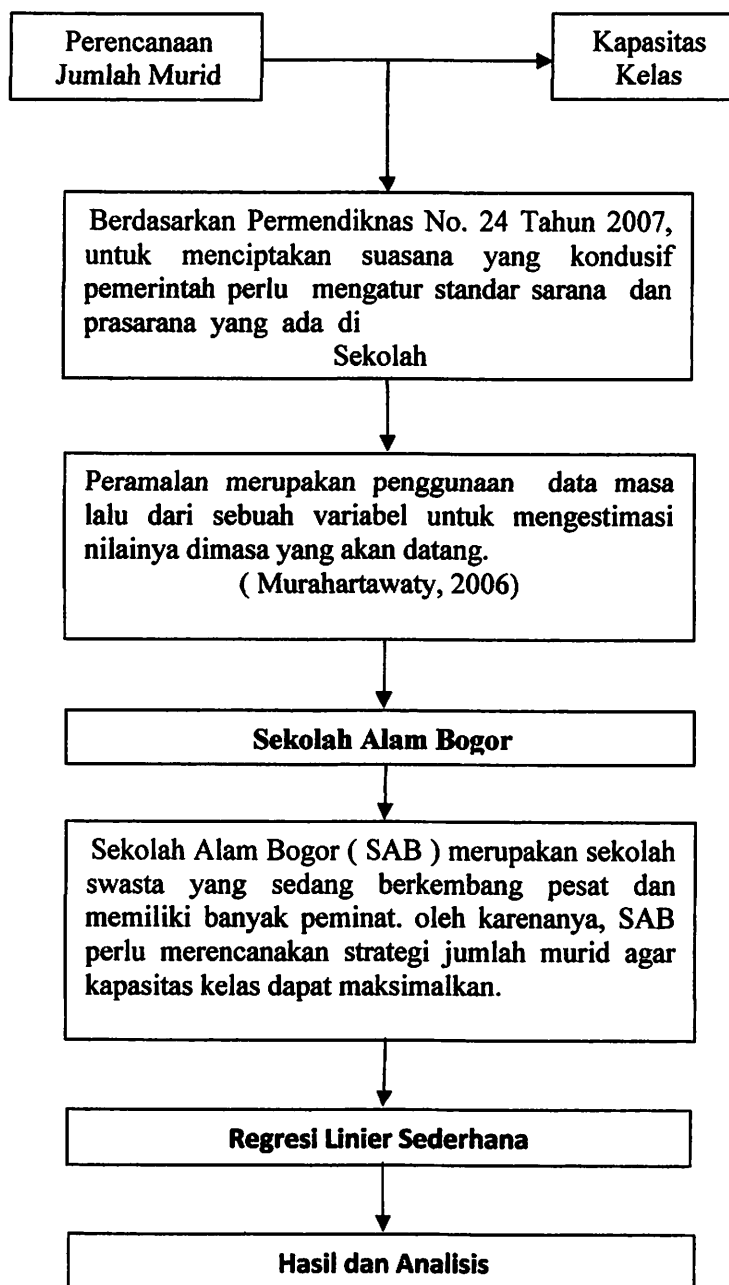 Perencanaan
Jumlah Murid
Kapasitas
Kelas
Berdasarkan Permendiknas No. 24 Tahun 2007,
untuk menciptakan suasana yang kondusif
pemerintah perlu mengatur standar sarana dan
prasarana yang ada di
Sekolah
Peramalan merupakan penggunaan data masa
lalu dari sebuah variabel untuk mengestimasi
nilainya dimasa yang akan datang.
( Murahartawaty, 2006)
Sekolah Alam Bogor
Sekolah Alam Bogor ( SAB ) merupakan sekolah
swasta yang sedang berkembang pesat dan
memiliki banyak peminat. oleh karenanya, SAB
perlu merencanakan strategi jumlah murid agar
kapasitas kelas dapat maksimalkan.
Regresi Linier Sederhana
Hasil dan Analisis